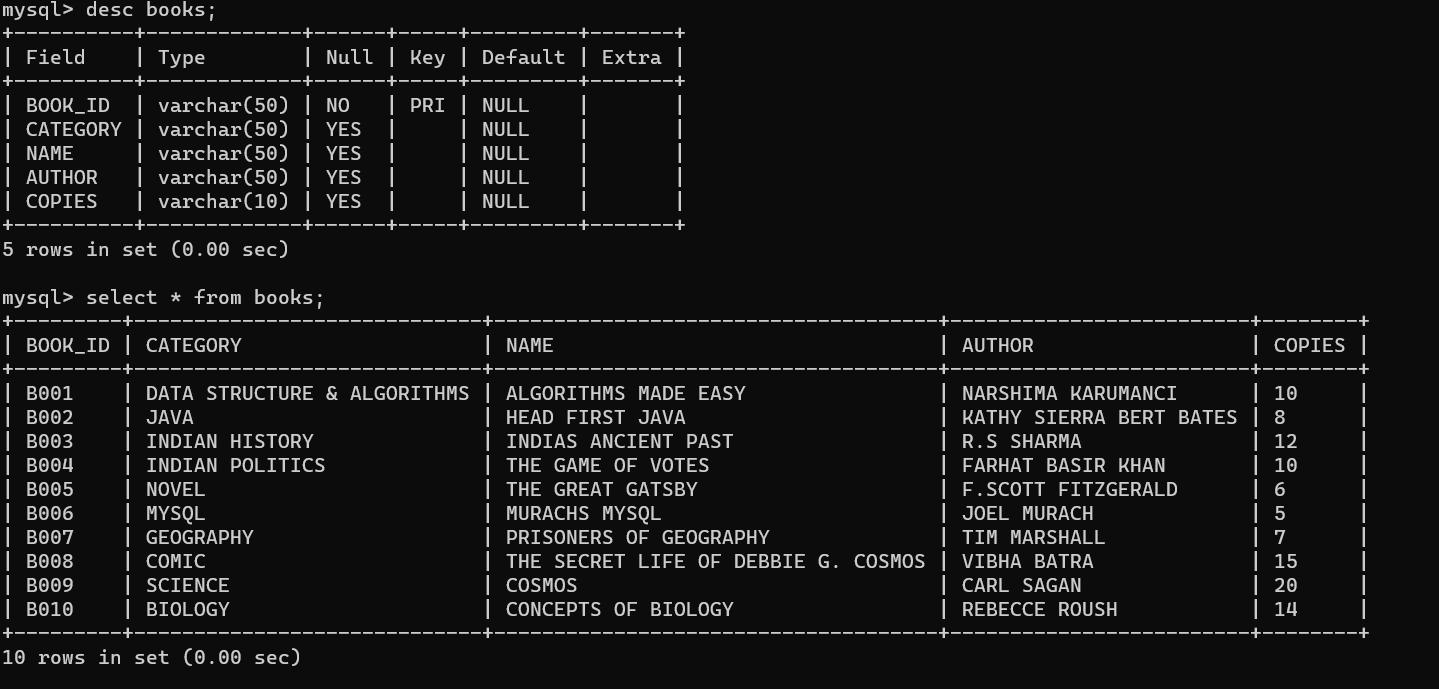 mysql> desc books;
+----------+-------------+------+-----+---------+-------+
| Field    | Type        | Null | Key | Default | Extra |
+----------+-------------+------+-----+---------+-------+
| BOOK_ID  | varchar(50) | NO   | PRI | NULL    |       |
| CATEGORY | varchar(50) | YES  |     | NULL    |       |
| NAME     | varchar(50) | YES  |     | NULL    |       |
| AUTHOR   | varchar(50) | YES  |     | NULL    |       |
| COPIES   | varchar(10) | YES  |     | NULL    |       |
+----------+-------------+------+-----+---------+-------+
5 rows in set (0.00 sec)

mysql> select * from books;
+---------+-----------------------------+-------------------------------------+-------------------------+--------+
| BOOK_ID | CATEGORY                    | NAME                                | AUTHOR                  | COPIES |
+---------+-----------------------------+-------------------------------------+-------------------------+--------+
| B001    | DATA STRUCTURE & ALGORITHMS | ALGORITHMS MADE EASY                | NARSHIMA KARUMANCI      | 10     |
| B002    | JAVA                        | HEAD FIRST JAVA                     | KATHY SIERRA BERT BATES | 8      |
| B003    | INDIAN HISTORY              | INDIAS ANCIENT PAST                 | R.S SHARMA              | 12     |
| B004    | INDIAN POLITICS             | THE GAME OF VOTES                   | FARHAT BASIR KHAN       | 10     |
| B005    | NOVEL                       | THE GREAT GATSBY                    | F.SCOTT FITZGERALD      | 6      |
| B006    | MYSQL                       | MURACHS MYSQL                       | JOEL MURACH             | 5      |
| B007    | GEOGRAPHY                   | PRISONERS OF GEOGRAPHY              | TIM MARSHALL            | 7      |
| B008    | COMIC                       | THE SECRET LIFE OF DEBBIE G. COSMOS | VIBHA BATRA             | 15     |
| B009    | SCIENCE                     | COSMOS                              | CARL SAGAN              | 20     |
| B010    | BIOLOGY                     | CONCEPTS OF BIOLOGY                 | REBECCE ROUSH           | 14     |
+---------+-----------------------------+-------------------------------------+-------------------------+--------+
10 rows in set (0.00 sec)